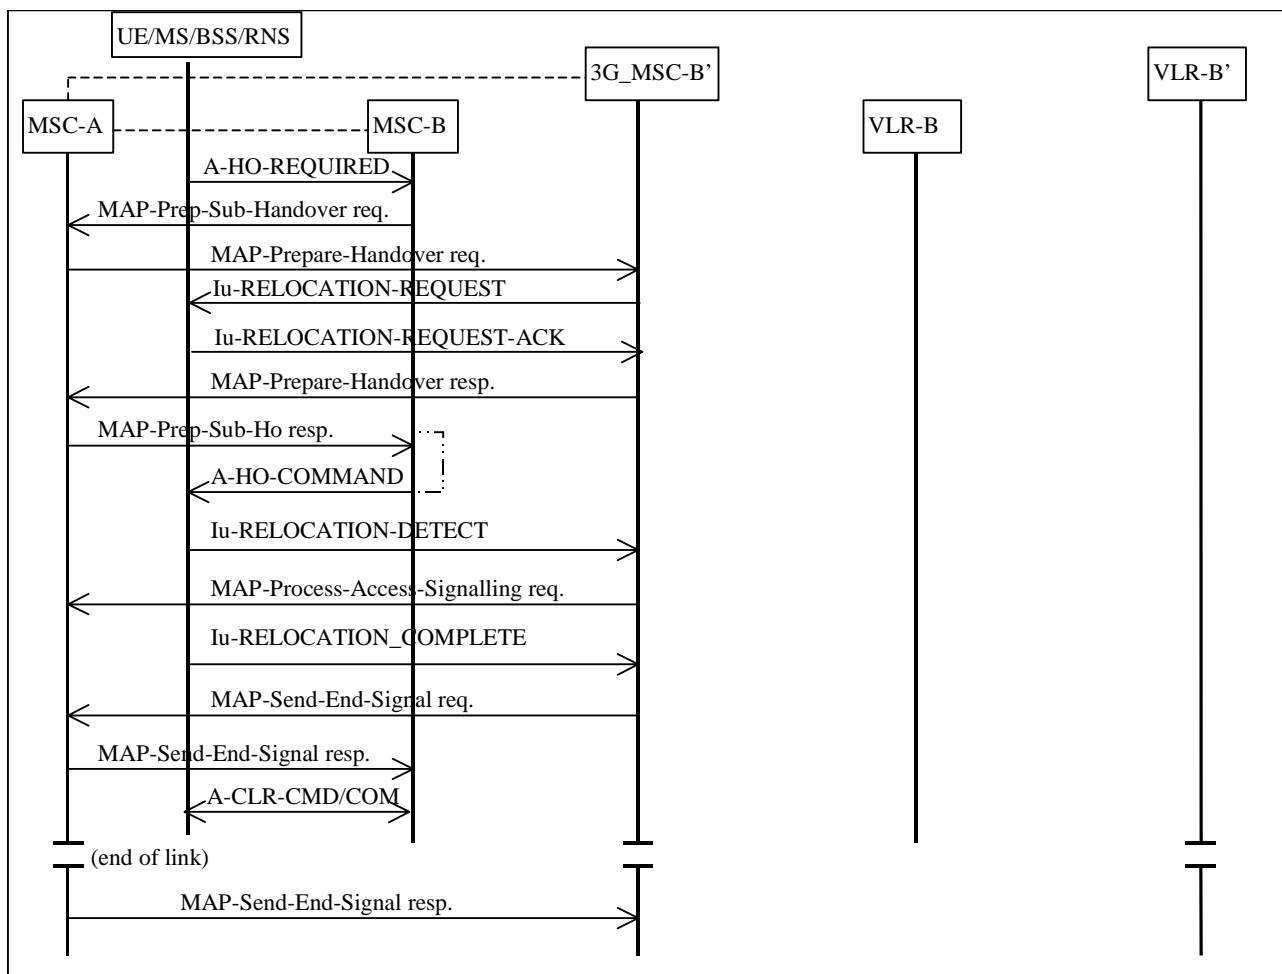 UE/MS/BSS/RNS
3G_MSC-B’
VLR-B’
MSC-A
MSC-B
VLR-B
A-HO-REQUIRED
MAP-Prep-Sub-Handover req.
MAP-Prepare-Handover req.
Iu-RELOCATION-REQUEST
Iu-RELOCATION-REQUEST-ACK
MAP-Prepare-Handover resp.
MAP-Prep-Sub-Ho resp.
A-HO-COMMAND
Iu-RELOCATION-DETECT
MAP-Process-Access-Signalling req.
Iu-RELOCATION_COMPLETE
MAP-Send-End-Signal req.
MAP-Send-End-Signal resp.
A-CLR-CMD/COM
(end of link)
MAP-Send-End-Signal resp.